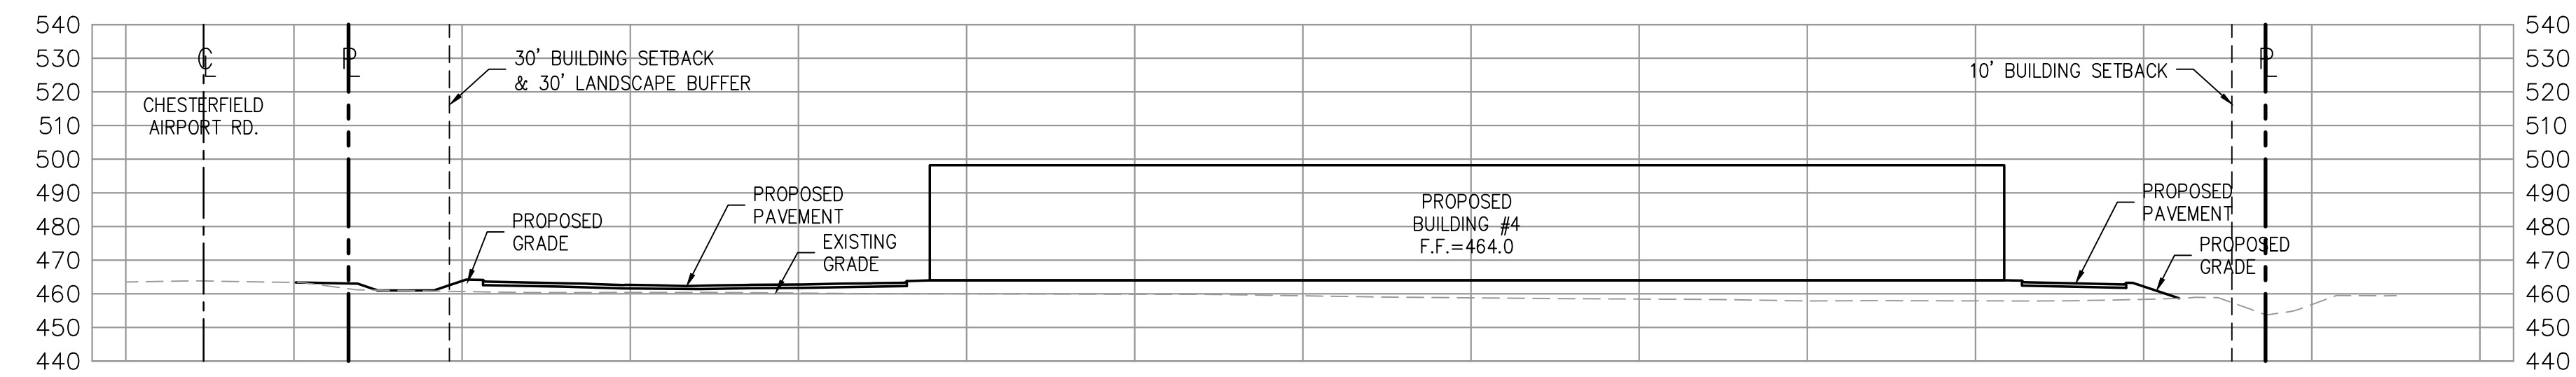 540
530
520
510
500
490
480
470
460
450
440
℄
CHESTERFIELD
AIRPORT RD.
PL
30' BUILDING SETBACK
& 30' LANDSCAPE BUFFER
PROPOSED
GRADE
PROPOSED
PAVEMENT
EXISTING
GRADE
PROPOSED
BUILDING #4
F.F.=464.0
10' BUILDING SETBACK
PL
PROPOSED
PAVEMENT
PROPOSED
GRADE
540
530
520
510
500
490
480
470
460
450
440